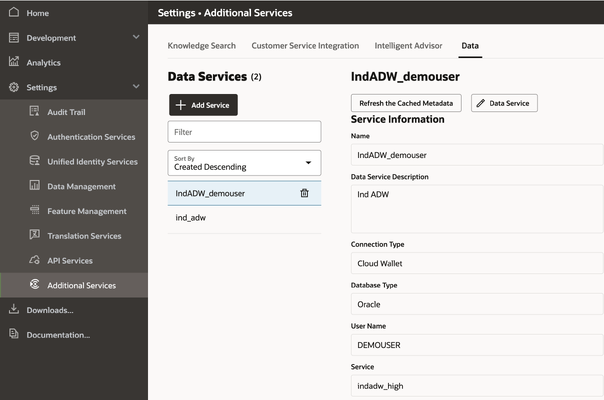 Home
Development
Analytics
Settings
Audit Trail
Authentication Services
Unified Identity Services
Data Management
Feature Management
Translation Services
API Services
Additional Services
Downloads...
Documentation...
Settings • Additional Services
Knowledge Search Customer Service Integration Intelligent Advisor Data
Data Services (2)
Add Service
Filter
Sort By
Created Descending
IndADW_demouser
ind_adw
IndADW_demouser
Refresh the Cached Metadata Data Service
Service Information
Name
IndADW_demouser
Data Service Description
Ind ADW
Connection Type
Cloud Wallet
Database Type
Oracle
User Name
DEMOUSER
Service
indadw_high